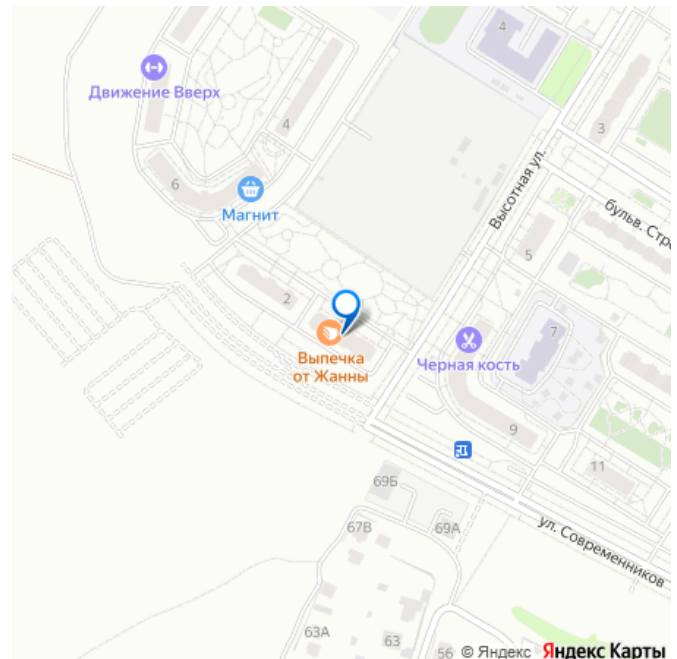 4
Движение Вверх
4
3
6
Магнит
Высотная ул.
бульв. Стро
5
2
7
Выпечка
от Жанны
Черная кость
9
11
69Б
67В
69А
ул. Современников
63А
63
56
© Яндекс Яндекс Карты